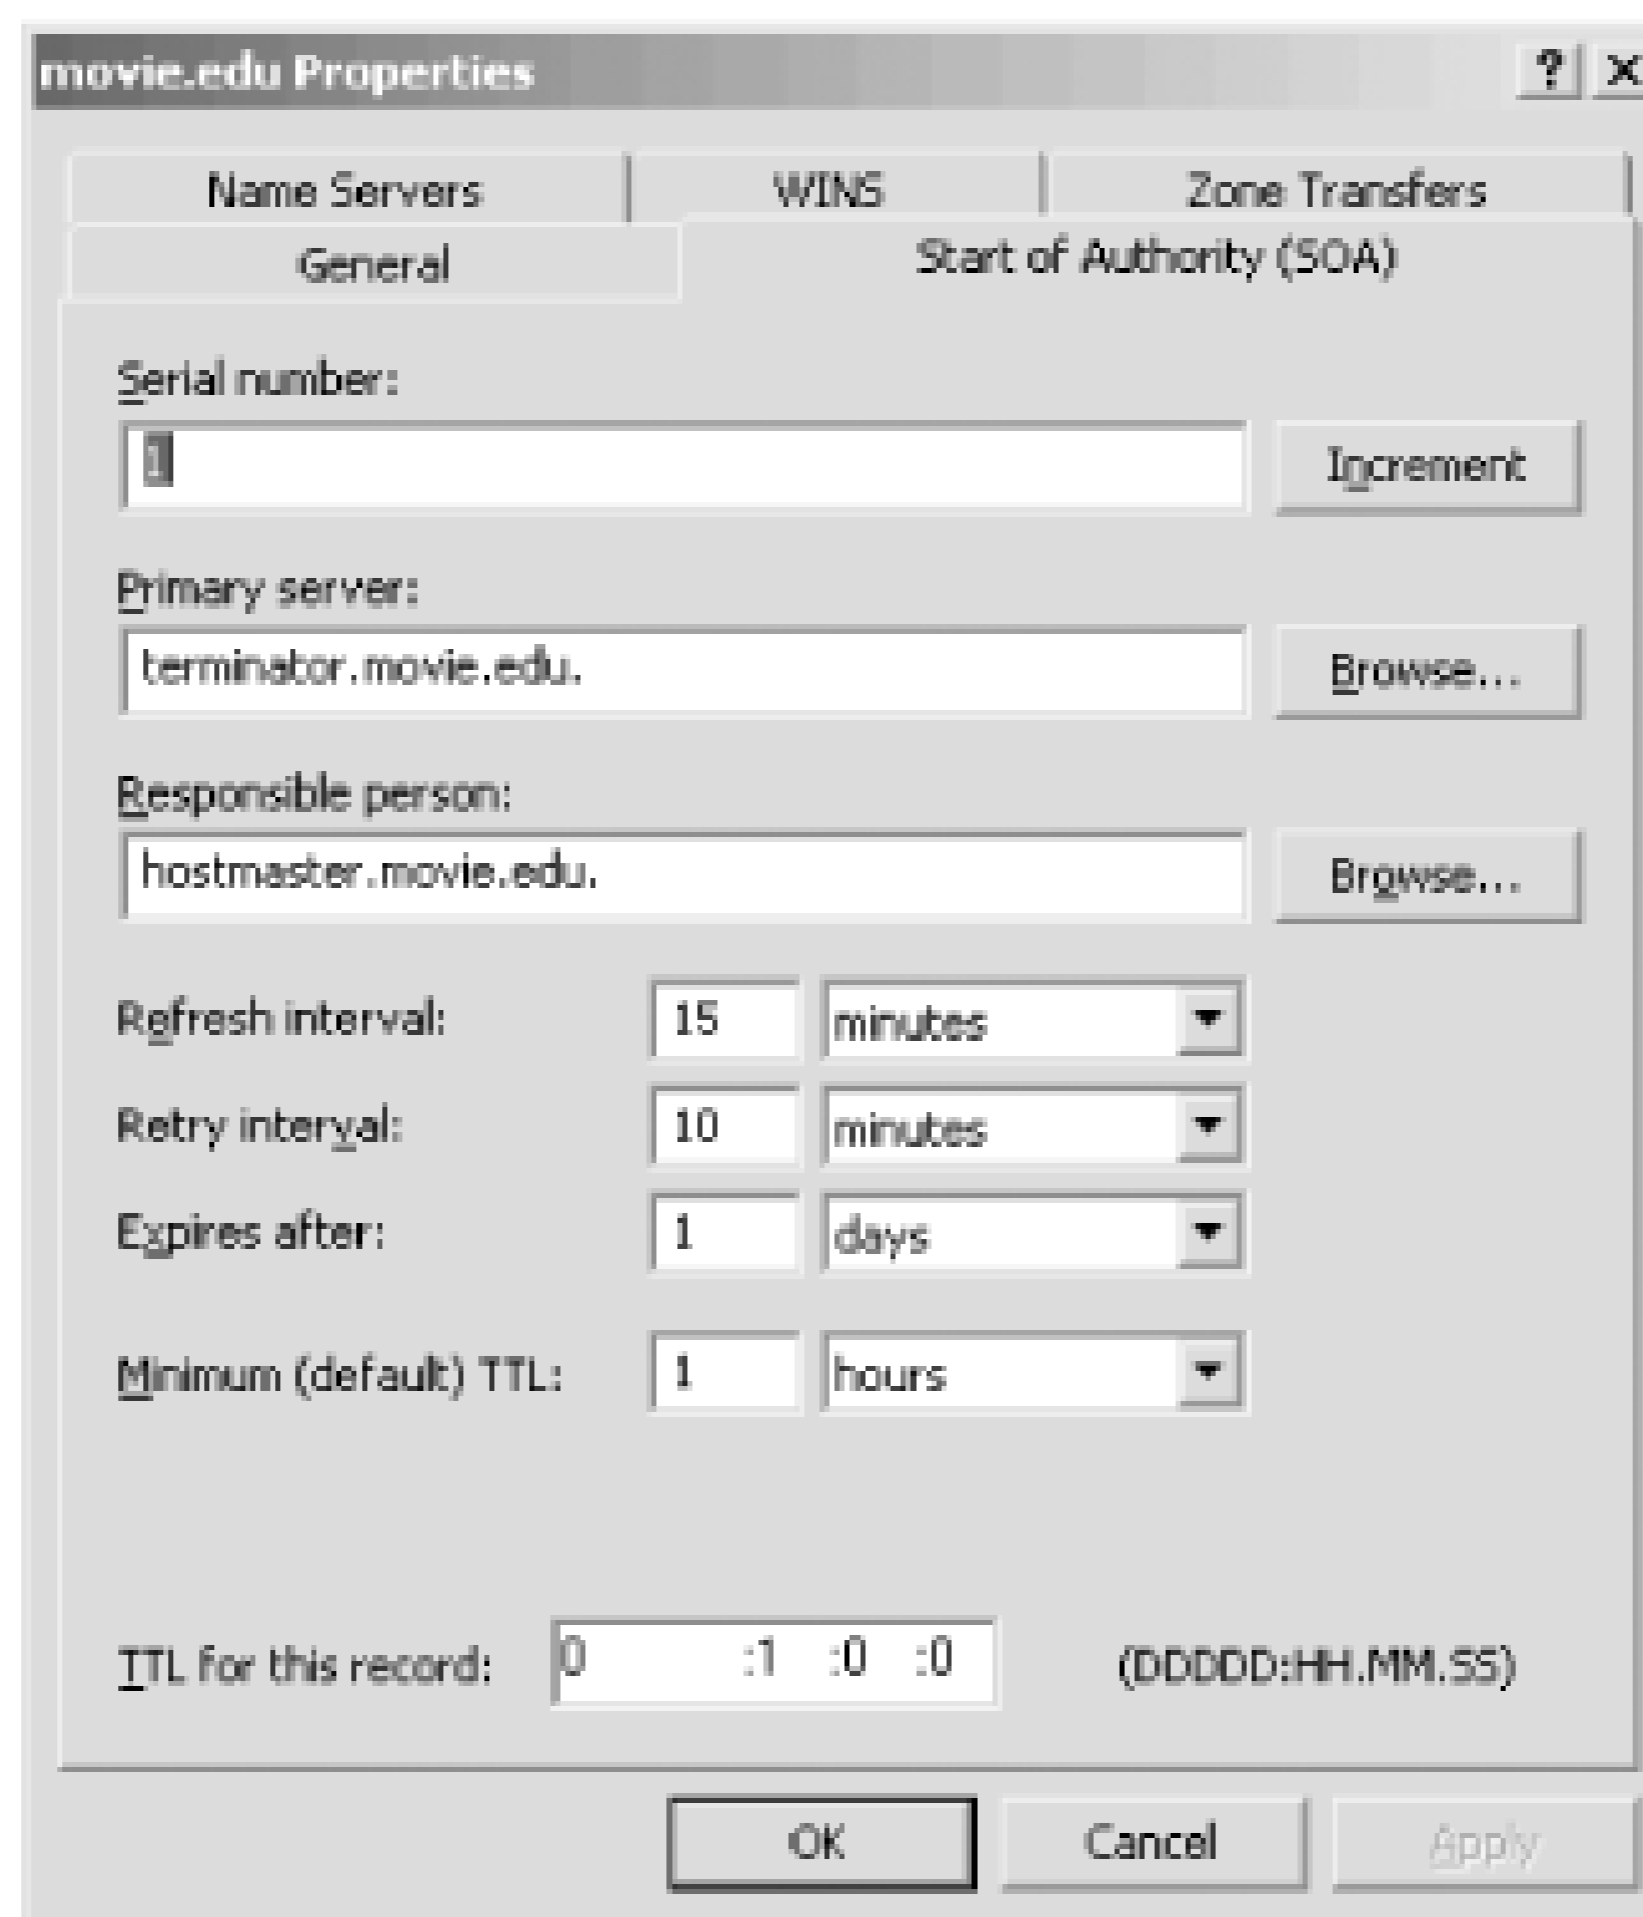 movie.edu Properties ? X
Name Servers WINS Zone Transfers
General Start of Authority (SOA)
Serial number:
1 Increment
Primary server:
terminator.movie.edu. Browse...
Responsible person:
hostmaster.movie.edu. Browse...
Refresh interval: 15 minutes
Retry interval: 10 minutes
Expires after: 1 days
Minimum (default) TTL: 1 hours
TTL for this record: 0 :1 :0 :0 (DDDDD:HH.MM.SS)
OK Cancel Apply